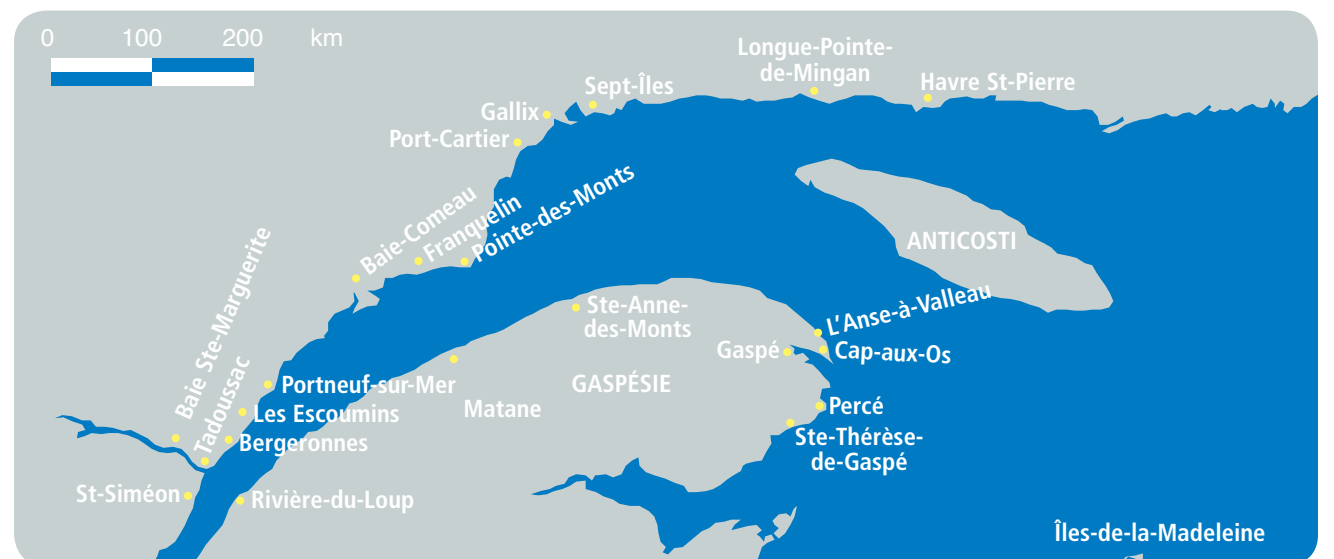 0 100 200 km
Longue-Pointe-
de-Mingan
Havre St-Pierre
Sept-Îles
Gallix
Port-Cartier
Baie-Comeau
Franquelin
Pointe-des-Monts
ANTICOSTI
Baie Ste-Marguerite
Tadoussac
Ste-Anne-
des-Monts
L'Anse-à-Valleau
Gaspé
Cap-aux-Os
Portneuf-sur-Mer
GASPÉSIE
Matane
Les Escoumins
Percé
Bergeronnes
Ste-Thérèse-
de-Gaspé
St-Siméon
Rivière-du-Loup
Îles-de-la-Madeleine